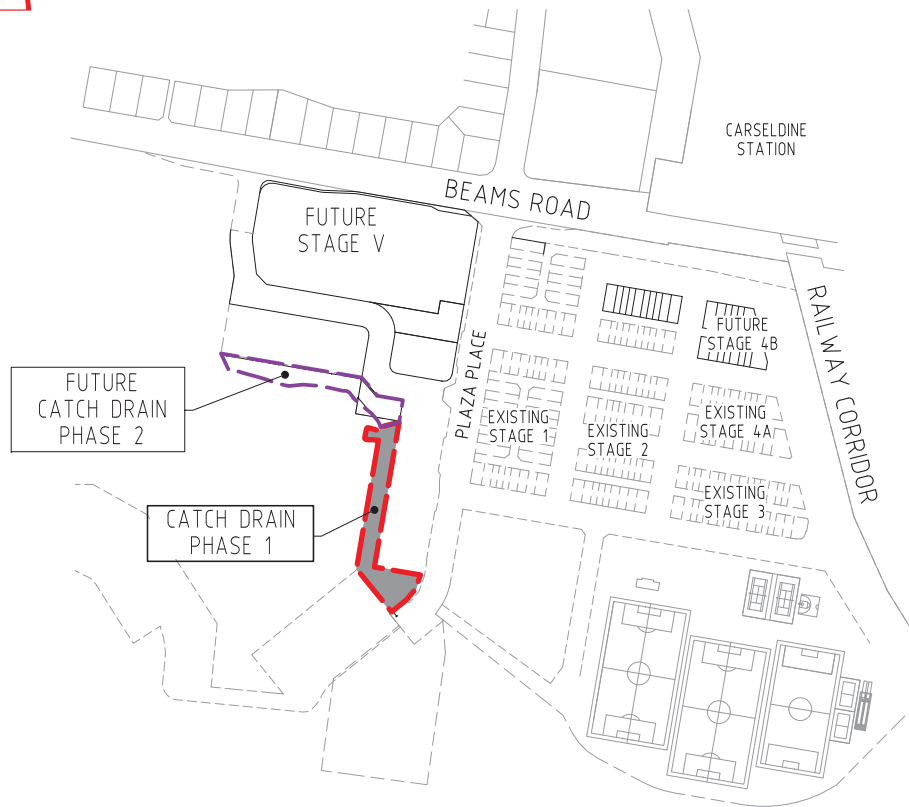 CARSELDINE
STATION
BEAMS ROAD
FUTURE
STAGE V
RAILWAY CORRIDOR
FUTURE
STAGE 4B
PLAZA PLACE
FUTURE
CATCH DRAIN
PHASE 2
EXISTING
STAGE 1
EXISTING
STAGE 2
EXISTING
STAGE 4A
EXISTING
STAGE 3
CATCH DRAIN
PHASE 1